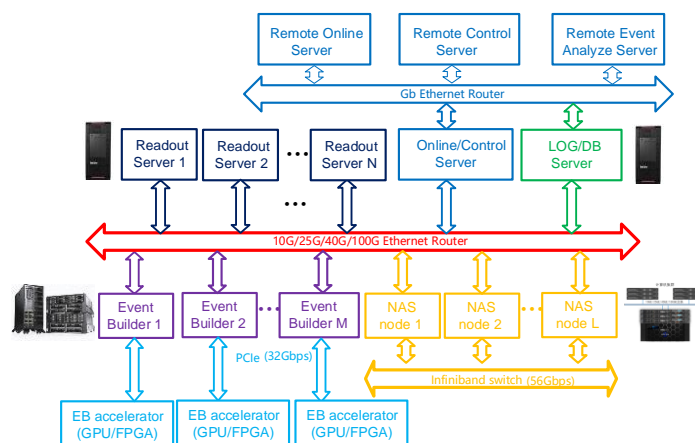 Remote Online
Server
Remote Control
Server
Remote Event
Analyze Server
Gb Ethernet Router
Readout
Server 1
Readout
Server 2
...
Readout
Server N
Online/Control
Server
LOG/DB
Server
...
10G/25G/40G/100G Ethernet Router
Event
Builder 1
Event
Builder 2
...
Event
Builder M
NAS
node 1
NAS
node 2
...
NAS
node L
PCIe (32Gbps)
Infiniband switch (56Gbps)
EB accelerator
(GPU/FPGA)
EB accelerator
(GPU/FPGA)
EB accelerator
(GPU/FPGA)